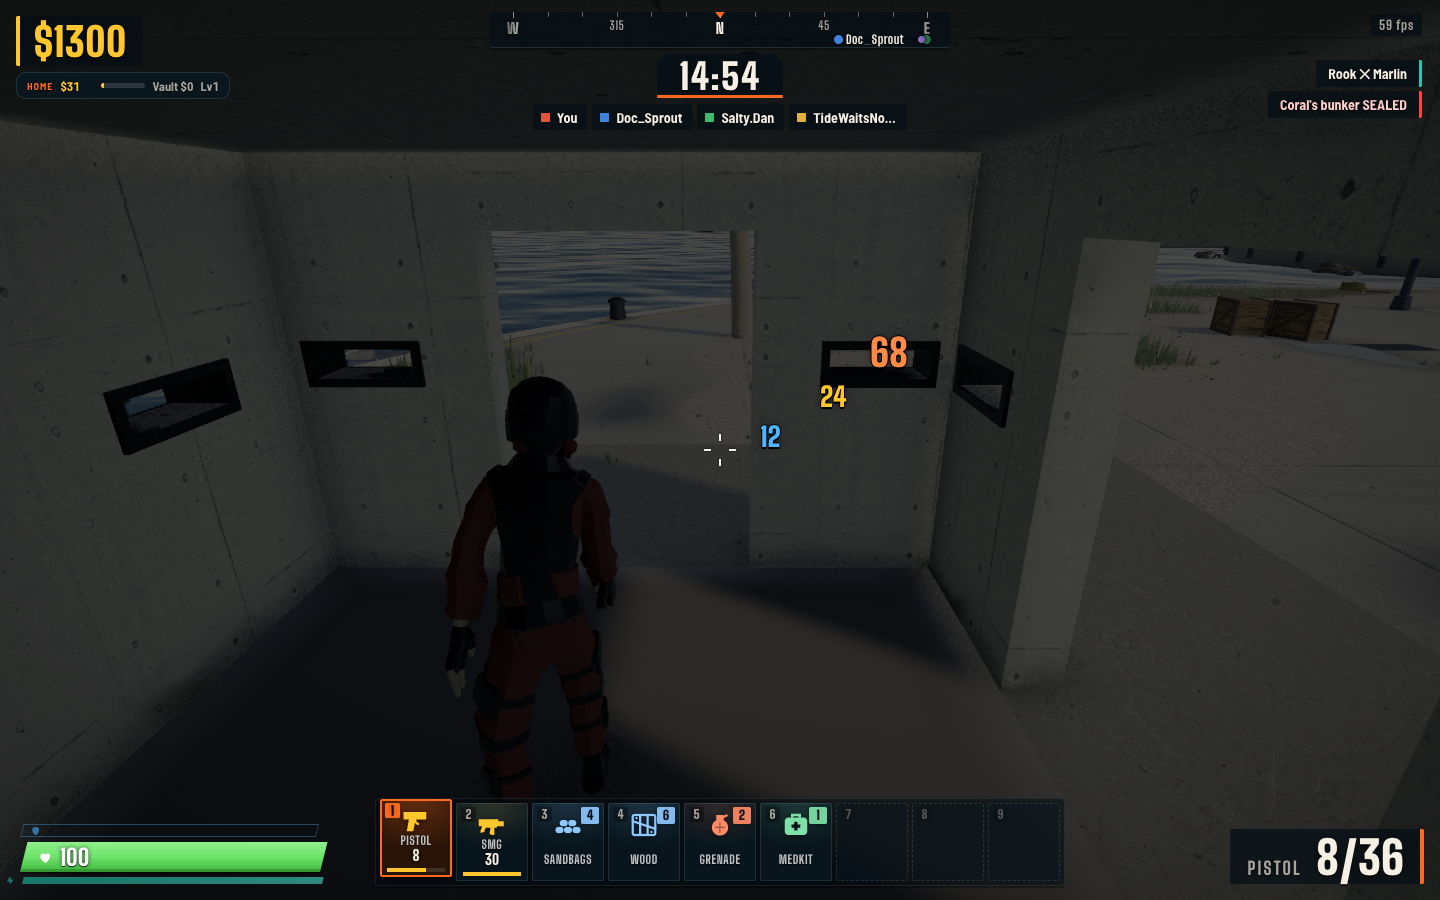 $1300
HOME $31 Vault $0 Lv1
W 315 N 45 E
Doc_Sprout
14:54
You Doc_Sprout Salty.Dan TideWaitsNo...
59 fps
Rook Marlin
Coral's bunker SEALED
68
24
12
100
1 PISTOL 8
2 SMG 30
3 4 SANDBAGS
4 6 WOOD
5 2 GRENADE
6 1 MEDKIT
7
8
9
PISTOL 8/36